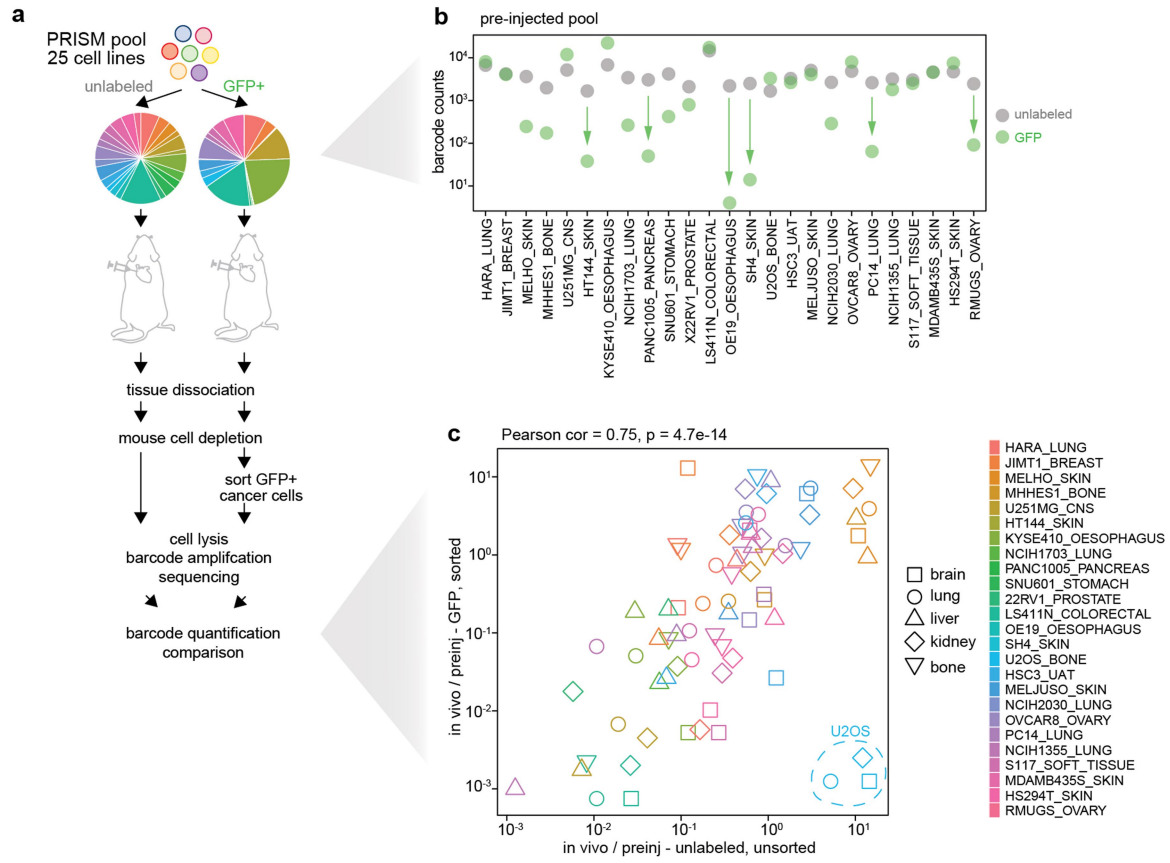 a
PRISM pool
25 cell lines
unlabeled
GFP+
tissue dissociation
mouse cell depletion
sort GFP+
cancer cells
cell lysis
barcode amplifcation
sequencing
barcode quantification
comparison
b
pre-injected pool
barcode counts
10⁴
10³
10²
10¹
HARA_LUNG
JIMT1_BREAST
MELHO_SKIN
MHHES1_BONE
U251MG_CNS
HT144_SKIN
KYSE410_OESOPHAGUS
NCIH1703_LUNG
PANC1005_PANCREAS
SNU601_STOMACH
X22RV1_PROSTATE
LS411N_COLORECTAL
OE19_OESOPHAGUS
SH4_SKIN
U2OS_BONE
HSC3_UAT
MELJUSO_SKIN
NCIH2030_LUNG
OVCAR8_OVARY
PC14_LUNG
NCIH1355_LUNG
S117_SOFT_TISSUE
MDAMB435S_SKIN
HS294T_SKIN
RMUGS_OVARY
unlabeled
GFP
c
Pearson cor = 0.75, p = 4.7e-14
in vivo / preinj - GFP, sorted
10¹
10⁰
10⁻¹
10⁻²
10⁻³
U2OS
10⁻³
10⁻²
10⁻¹
10⁰
10¹
in vivo / preinj - unlabeled, unsorted
brain
lung
liver
kidney
bone
HARA_LUNG
JIMT1_BREAST
MELHO_SKIN
MHHES1_BONE
U251MG_CNS
HT144_SKIN
KYSE410_OESOPHAGUS
NCIH1703_LUNG
PANC1005_PANCREAS
SNU601_STOMACH
22RV1_PROSTATE
LS411N_COLORECTAL
OE19_OESOPHAGUS
SH4_SKIN
U2OS_BONE
HSC3_UAT
MELJUSO_SKIN
NCIH2030_LUNG
OVCAR8_OVARY
PC14_LUNG
NCIH1355_LUNG
S117_SOFT_TISSUE
MDAMB435S_SKIN
HS294T_SKIN
RMUGS_OVARY